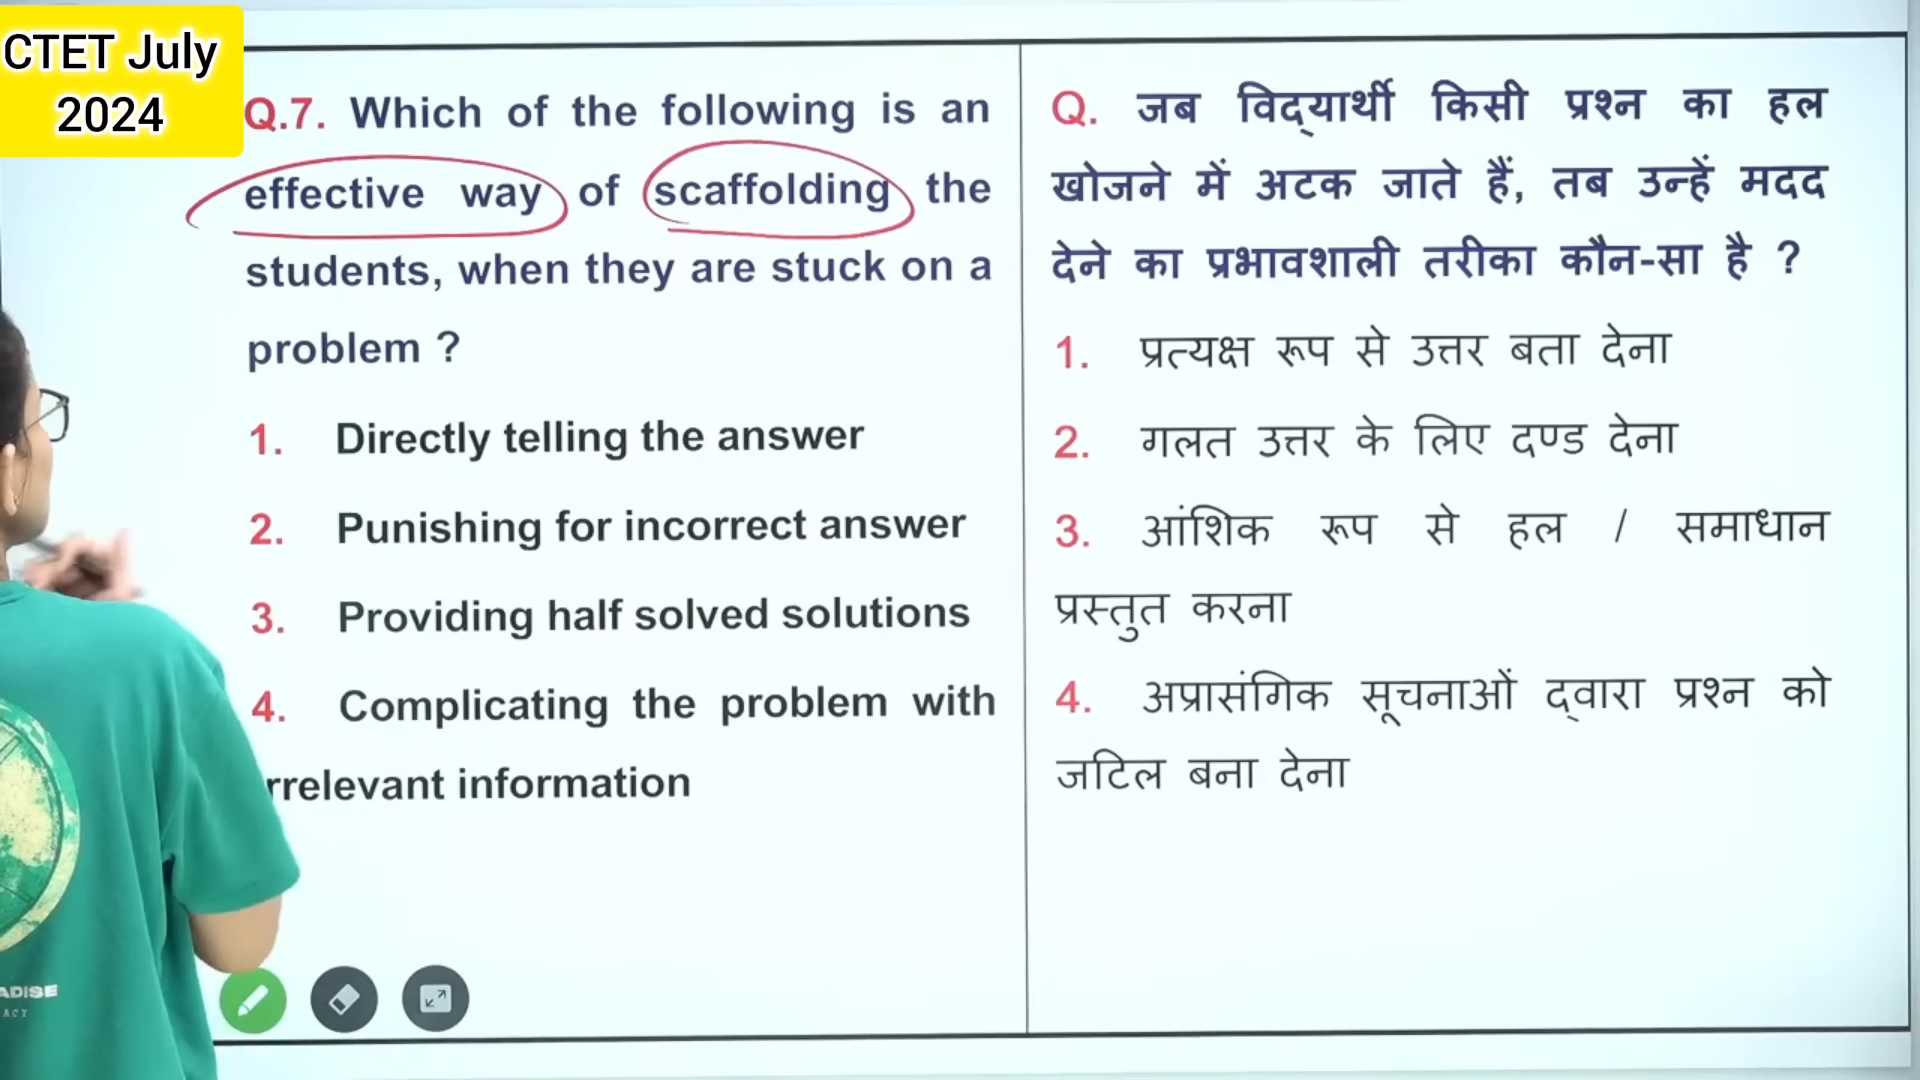 CTET July
2024
Q.7. Which of the following is an
effective way of scaffolding the
students, when they are stuck on a
problem ?
1. Directly telling the answer
2. Punishing for incorrect answer
3. Providing half solved solutions
4. Complicating the problem with
rrelevant information
Q. जब विद्यार्थी किसी प्रश्न का हल
खोजने में अटक जाते हैं, तब उन्हें मदद
देने का प्रभावशाली तरीका कौन-सा है ?
1. प्रत्यक्ष रूप से उत्तर बता देना
2. गलत उत्तर के लिए दण्ड देना
3. आंशिक रूप से हल / समाधान
प्रस्तुत करना
4. अप्रासंगिक सूचनाओं द्वारा प्रश्न को
जटिल बना देना
ADISE
ACY